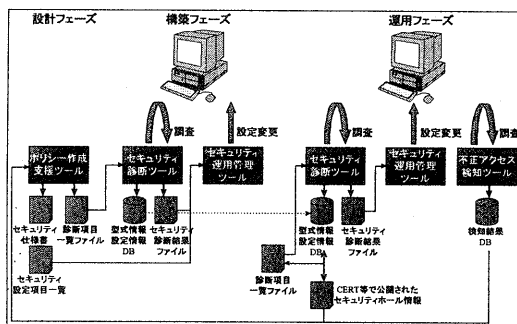 設計フェーズ
構築フェーズ
運用フェーズ
調査
設定変更
調査
設定変更
調査
ポリシー作成
支援ツール
セキュリティ
診断ツール
セキュリティ
運用管理
ツール
セキュリティ
診断ツール
セキュリティ
運用管理
ツール
不正アクセス
検知ツール
セキュリティ
仕様書
診断項目
一覧ファイル
型式情報
設定情報
DB
セキュリティ
診断結果
ファイル
型式情報
設定情報
DB
セキュリティ
診断結果
ファイル
検知結果
DB
セキュリティ
設定項目一覧
診断項目
一覧ファイル
CERT等で公開された
セキュリティホール情報